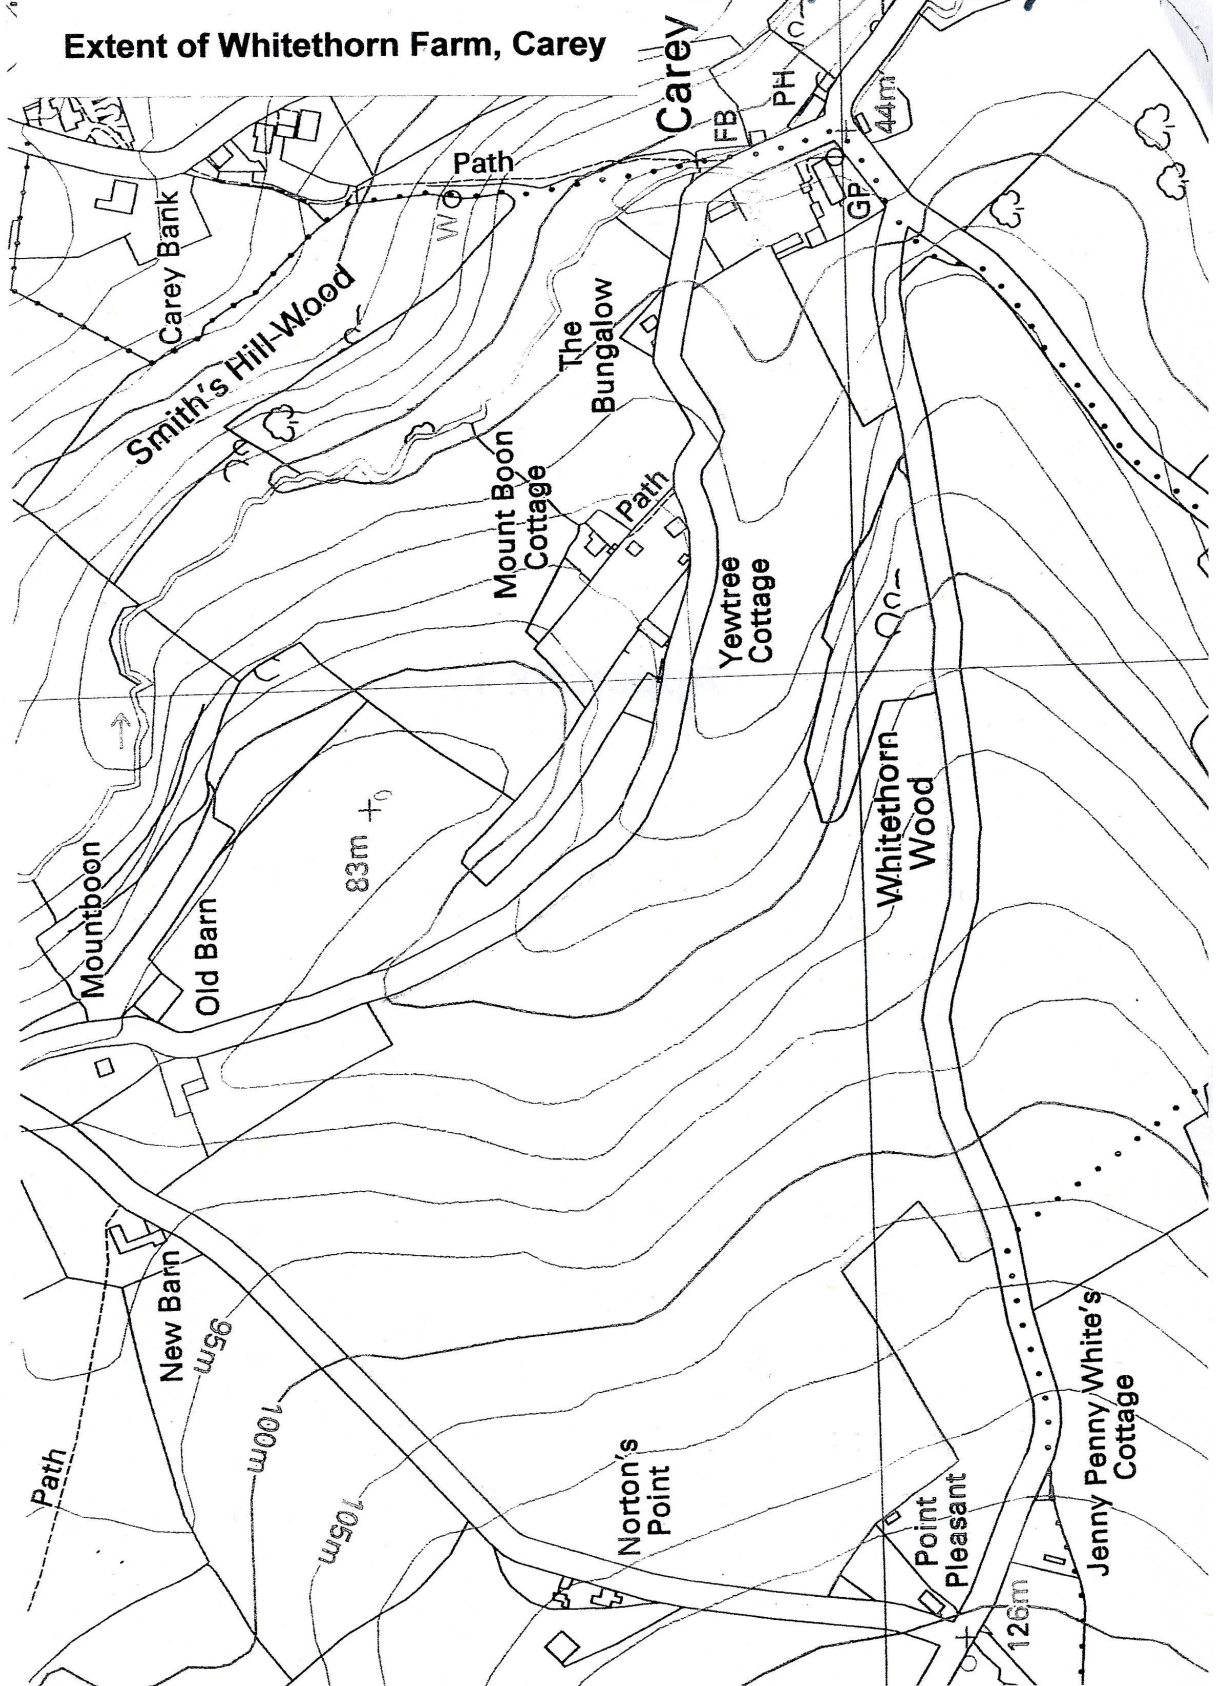 Extent of Whitethorn Farm, Carey
Carey
PH
FB
44m
GP
Path
W
Carey Bank
Smith's Hill Wood
The
Bungalow
Mount Boon
Cottage
Path
Yewtree
Cottage
Whitethorn
Wood
83m
Mountboon
Old Barn
New Barn
95m
100m
105m
Path
Norton's
Point
Point
Pleasant
126m
Jenny Penny White's
Cottage